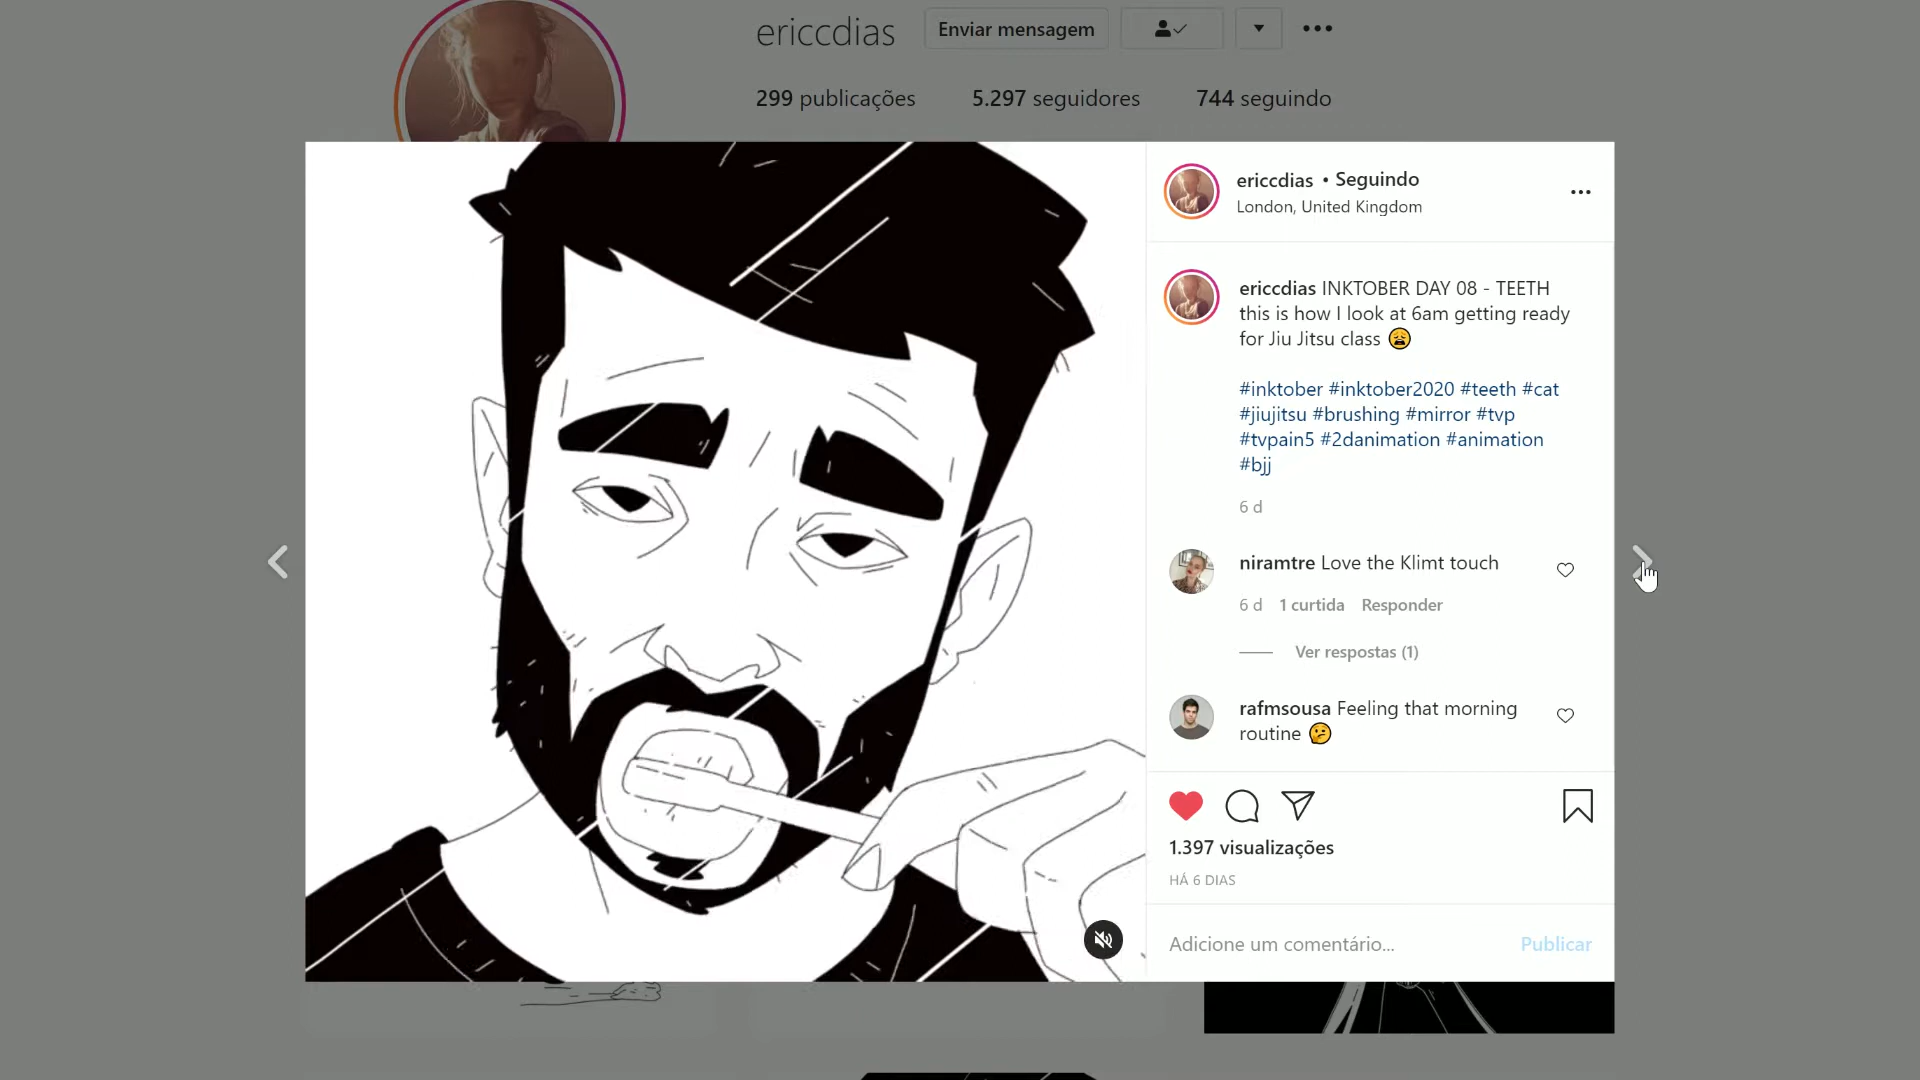 ericcdias
Enviar mensagem
299 publicações 5.297 seguidores 744 seguindo
ericcdias • Seguindo
London, United Kingdom
ericcdias INKTOBER DAY 08 - TEETH
this is how I look at 6am getting ready
for Jiu Jitsu class 😩
#inktober #inktober2020 #teeth #cat
#jiujitsu #brushing #mirror #tvp
#tvpain5 #2danimation #animation
#bjj
6 d
niramtre Love the Klimt touch
6 d 1 curtida Responder
Ver respostas (1)
rafmsousa Feeling that morning
routine 🤔
1.397 visualizações
HÁ 6 DIAS
Adicione um comentário... Publicar